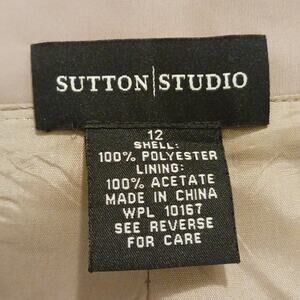 SUTTON|STUDIO
12
SHELL:
100% POLYESTER
LINING:
100% ACETATE
MADE IN CHINA
WPL 10167
SEE REVERSE
FOR CARE